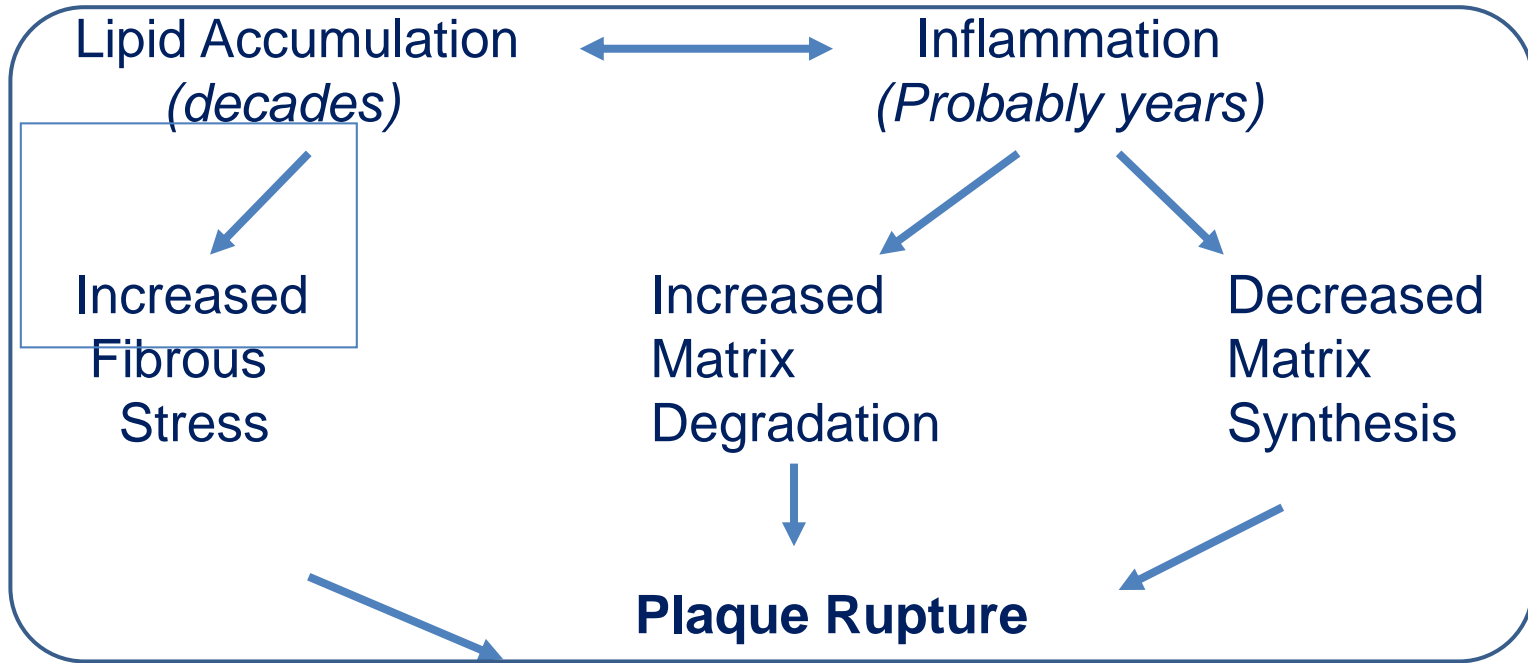 Lipid Accumulation
(decades)
Inflammation
(Probably years)
Increased
Fibrous
Stress
Increased
Matrix
Degradation
Decreased
Matrix
Synthesis
Plaque Rupture